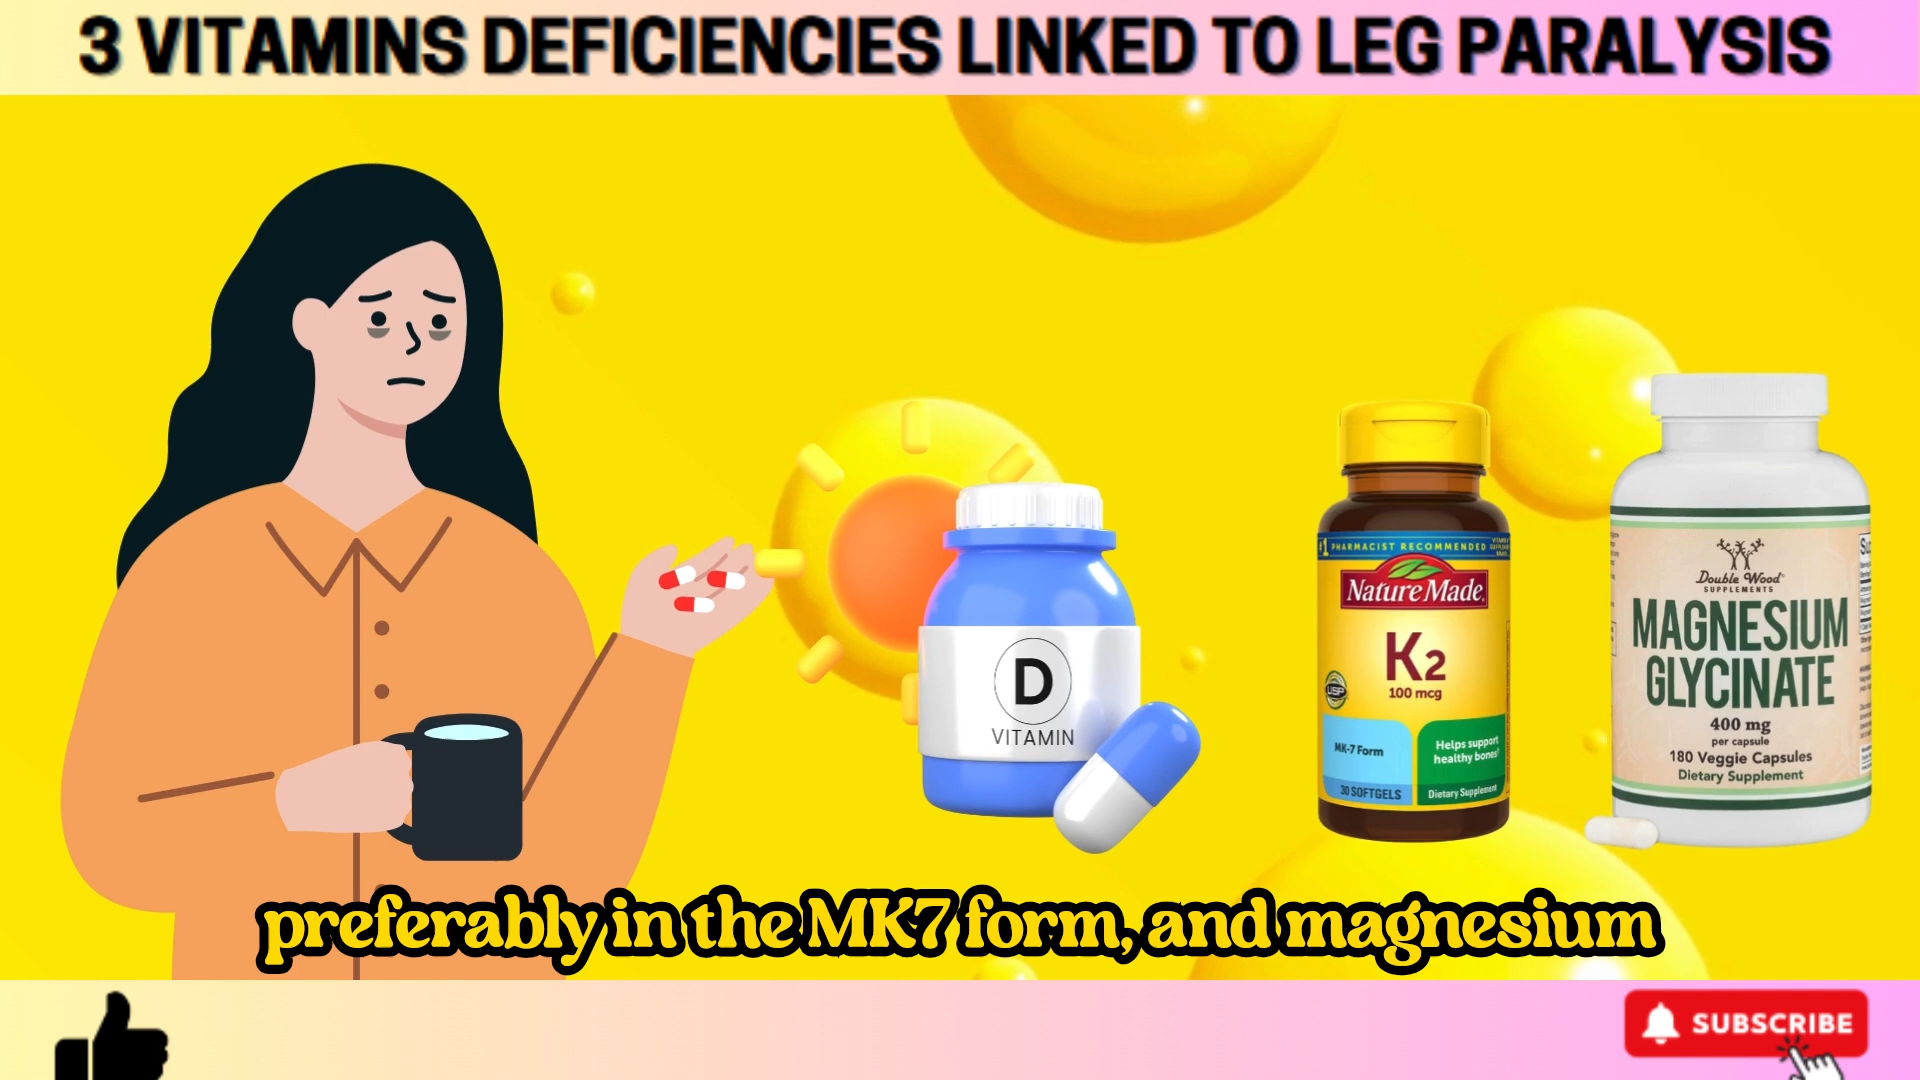 3 VITAMINS DEFICIENCIES LINKED TO LEG PARALYSIS
D
VITAMIN
#1 PHARMACIST RECOMMENDED
Nature Made
K2
100 mcg
USP
MK-7 Form
Helps support
healthy bones
30 SOFTGELS
Dietary Supplement
Double Wood
SUPPLEMENTS
MAGNESIUM
GLYCINATE
400 mg
per capsule
180 Veggie Capsules
Dietary Supplement
preferably in the MK7 form, and magnesium
SUBSCRIBE